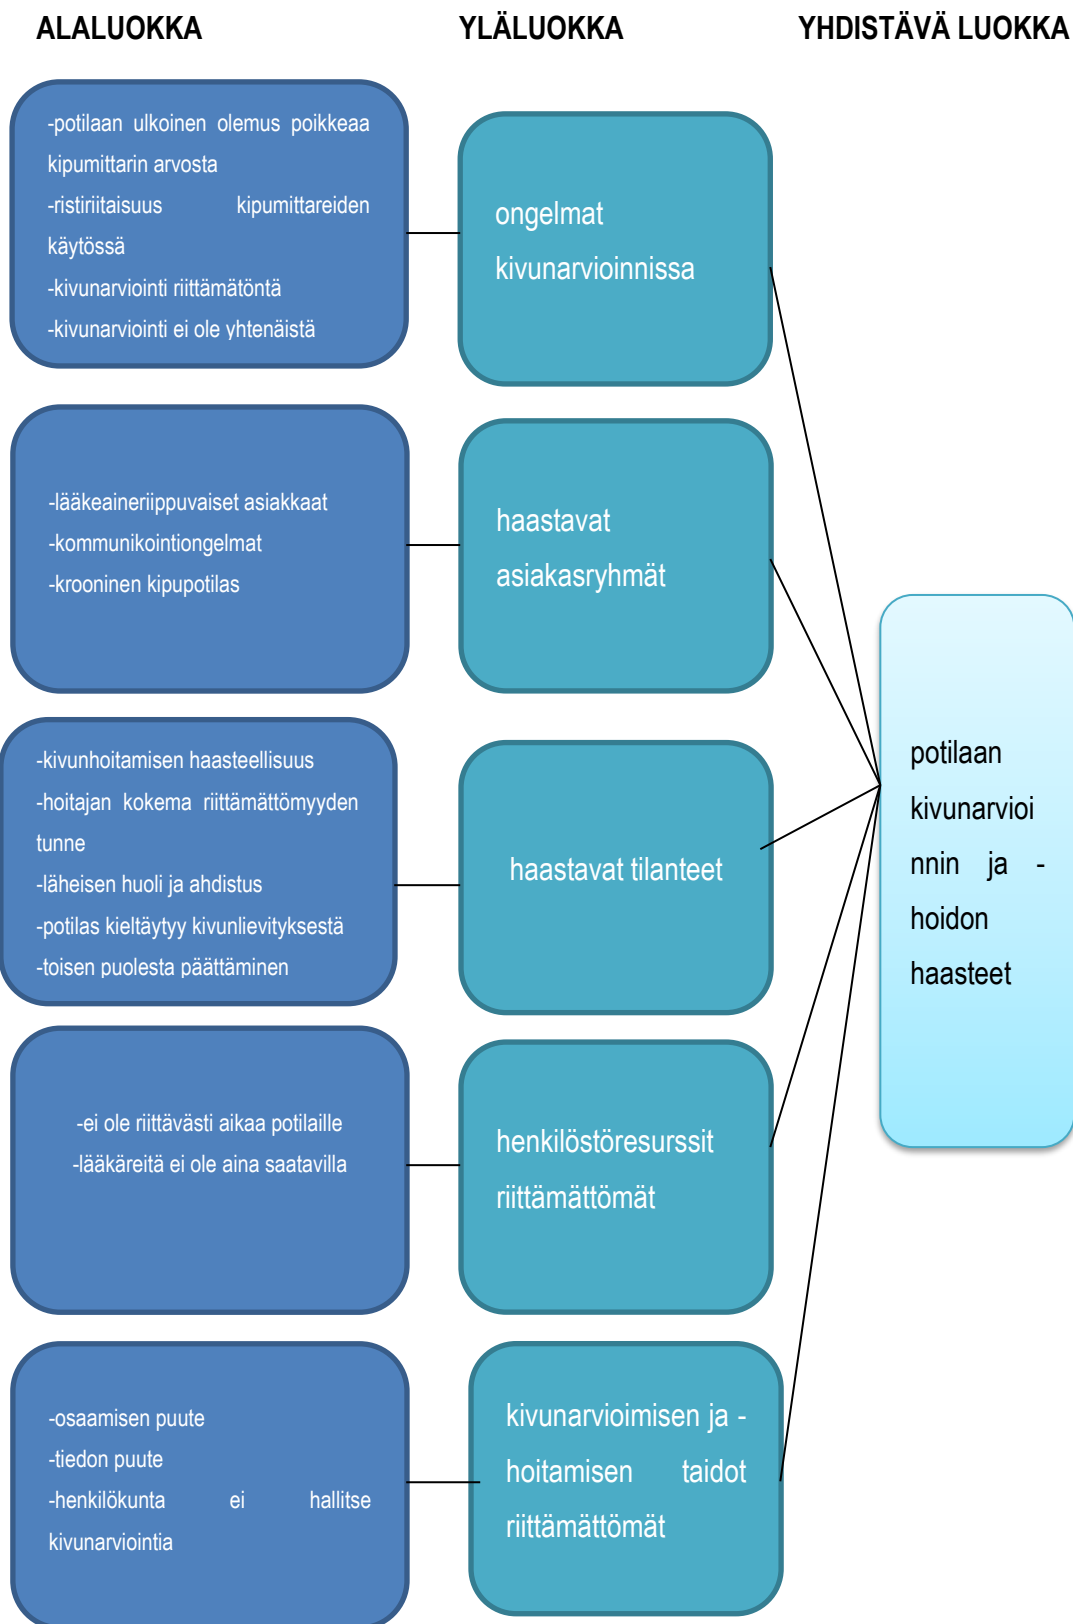 ALALUOKKA YLÄLUOKKA YHDISTÄVÄ LUOKKA
-potilaan ulkoinen olemus poikkeaa
kipumittarin arvosta
-ristiriitaisuus kipumittareiden
käytössä
-kivunarviointi riittämätöntä
-kivunarviointi ei ole yhtenäistä
ongelmat
kivunarvioinnissa
-lääkeaineriippuvaiset asiakkaat
-kommunikointiongelmat
-krooninen kipupotilas
haastavat
asiakasryhmät
-kivunhoitamisen haasteellisuus
-hoitajan kokema riittämättömyyden
tunne
-läheisen huoli ja ahdistus
-potilas kieltäytyy kivunlievityksestä
-toisen puolesta päättäminen
haastavat tilanteet
potilaan
kivunarvioi
nnin ja -
hoidon
haasteet
-ei ole riittävästi aikaa potilaille
-lääkäreitä ei ole aina saatavilla
henkilöstöresurssit
riittämättömät
-osaamisen puute
-tiedon puute
-henkilökunta ei hallitse
kivunarviointia
kivunarvioimisen ja -
hoitamisen taidot
riittämättömät